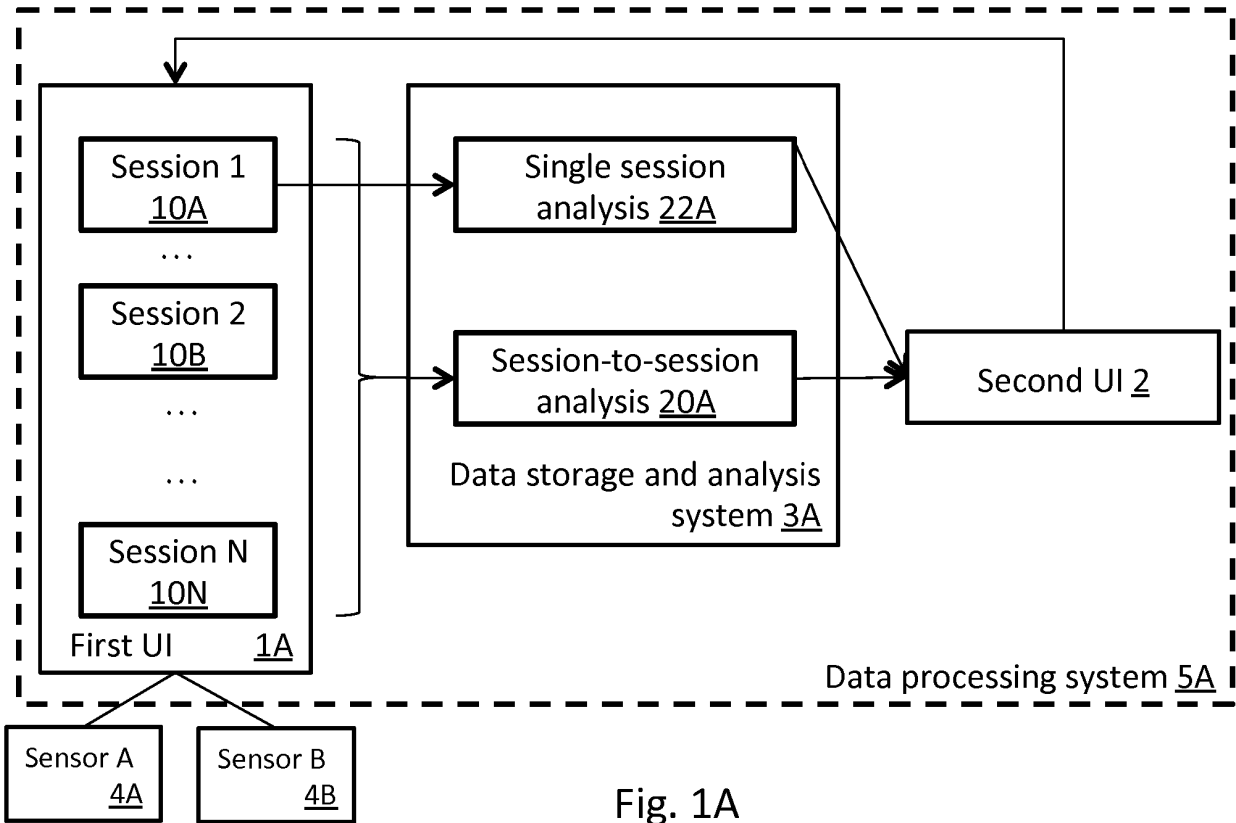 Session 1
10A
...
Session 2
10B
...
...
Session N
10N
First UI 1A
Single session
analysis 22A
Session-to-session
analysis 20A
Data storage and analysis
system 3A
Second UI 2
Data processing system 5A
Sensor A
4A
Sensor B
4B
Fig. 1A